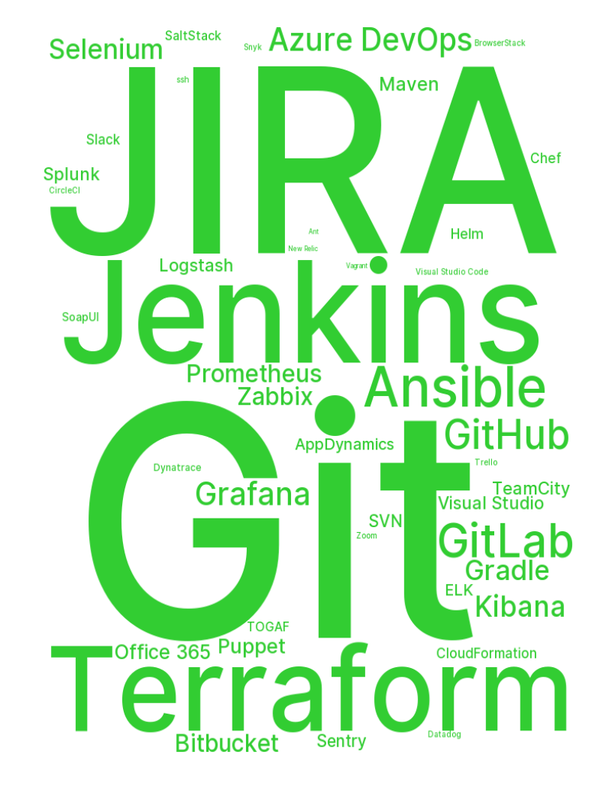 SaltStack
Azure DevOps
BrowserStack
Selenium
Snyk
JIRA
ssh
Maven
Slack
Chef
Splunk
CircleCI
Ant
Helm
New Relic
Logstash
Vagrant
Visual Studio Code
Jenkins
SoapUI
Prometheus
Ansible
Zabbix
GitHub
AppDynamics
Git
Trello
Dynatrace
TeamCity
Grafana
Visual Studio
SVN
Zoom
GitLab
Gradle
ELK
Kibana
TOGAF
Puppet
Office 365
CloudFormation
Terraform
Datadog
Bitbucket
Sentry